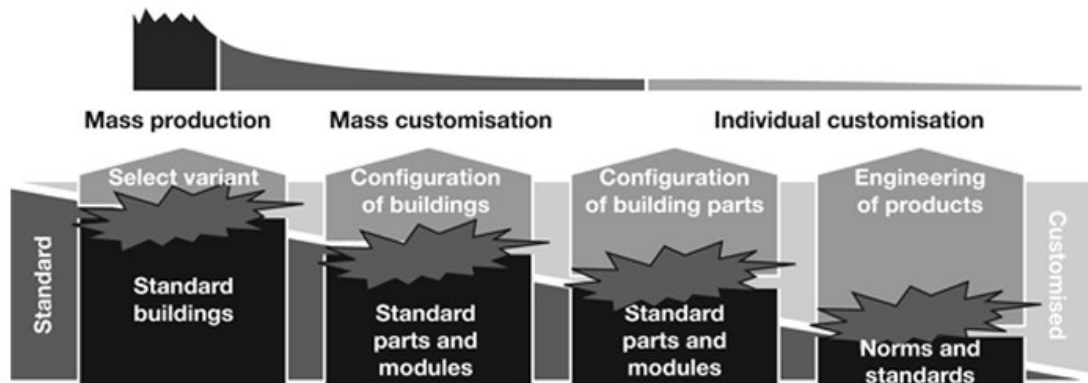 Mass production
Mass customisation
Individual customisation
Select variant
Configuration
of buildings
Configuration
of building parts
Engineering
of products
Standard
Customised
Standard
buildings
Standard
parts and
modules
Standard
parts and
modules
Norms and
standards